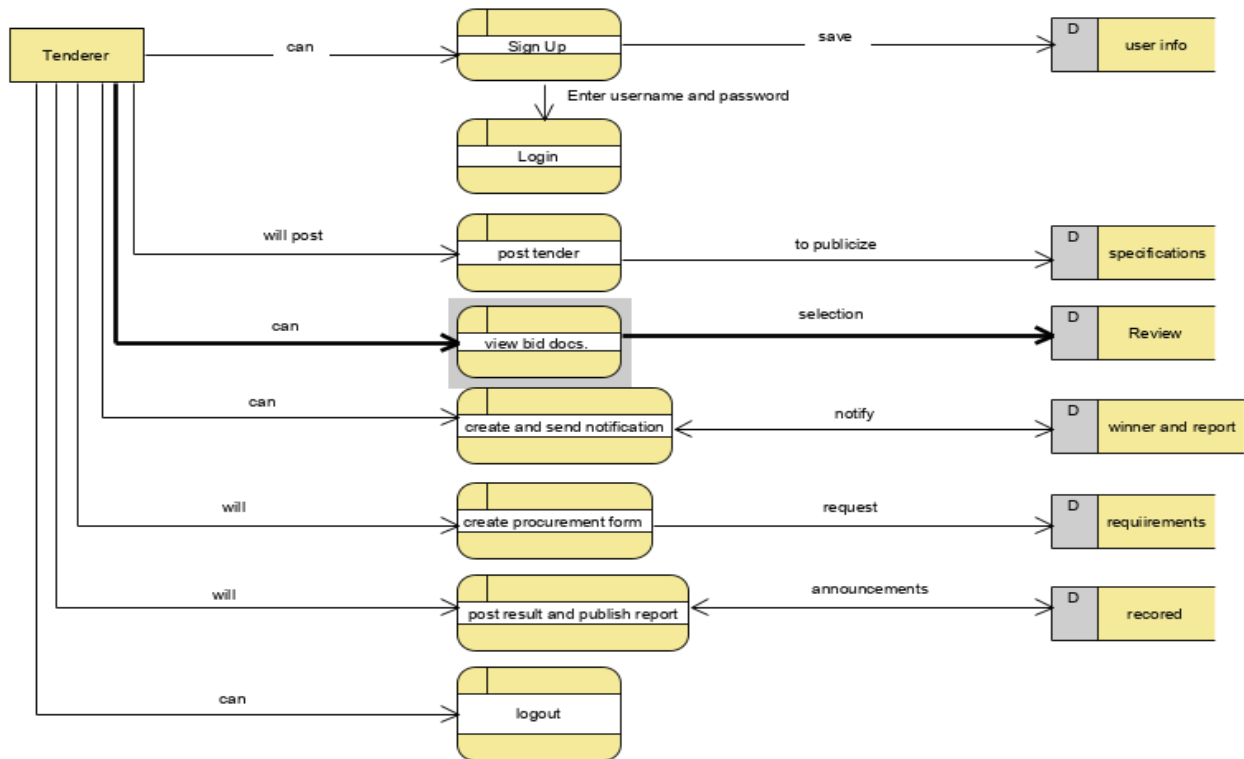 Tenderer
can
Sign Up
save
D
user info
Enter username and password
Login
will post
post tender
to publicize
D
specifications
can
view bid docs.
selection
D
Review
can
create and send notification
notify
D
winner and report
will
create procurement form
request
D
requiirements
will
post result and publish report
announcements
D
recored
can
logout